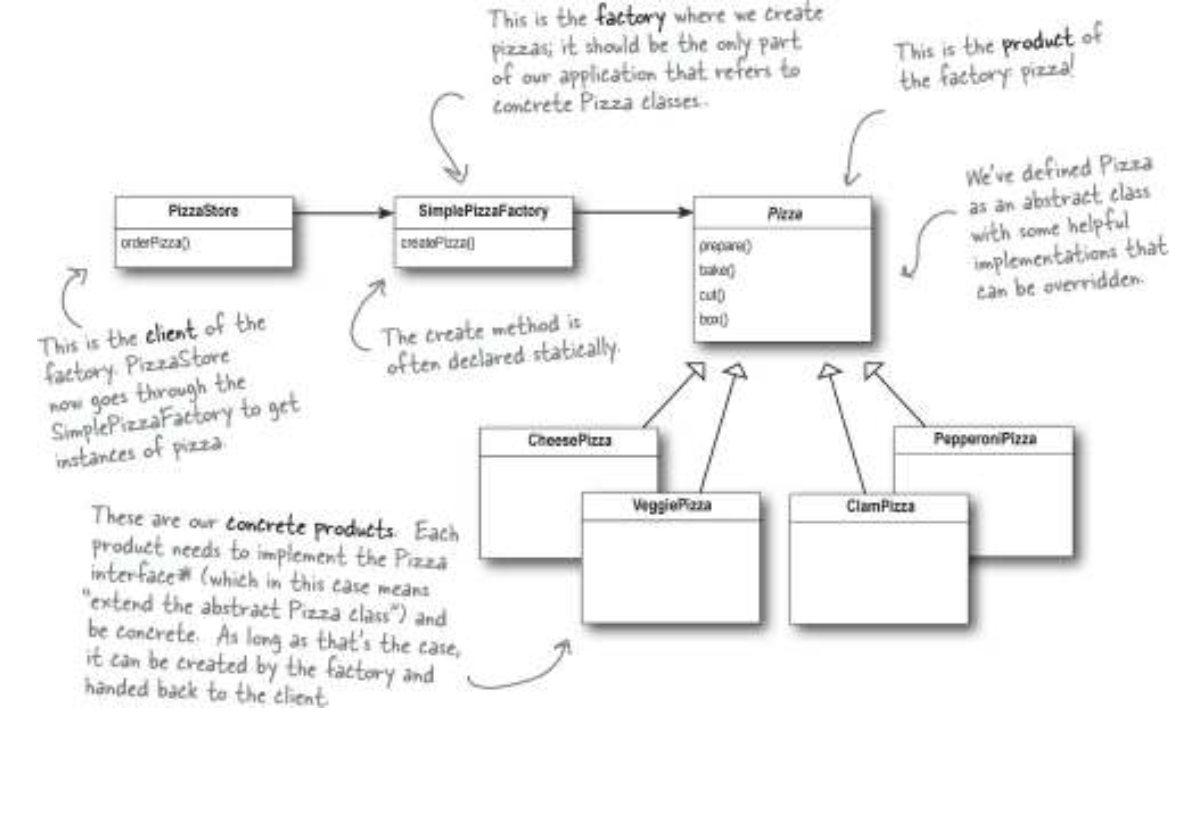 This is the factory where we create
pizzas; it should be the only part
of our application that refers to
concrete Pizza classes.
This is the product of
the factory: pizza!
We've defined Pizza
as an abstract class
with some helpful
implementations that
can be overridden.
PizzaStore
orderPizza()
SimplePizzaFactory
createPizza()
Pizza
prepare()
bake()
cut()
box()
This is the client of the
factory. PizzaStore
now goes through the
SimplePizzaFactory to get
instances of pizza.
The create method is
often declared statically.
CheesePizza
VeggiePizza
ClamPizza
PepperoniPizza
These are our concrete products. Each
product needs to implement the Pizza
interface* (which in this case means
"extend the abstract Pizza class") and
be concrete. As long as that's the case,
it can be created by the factory and
handed back to the client.